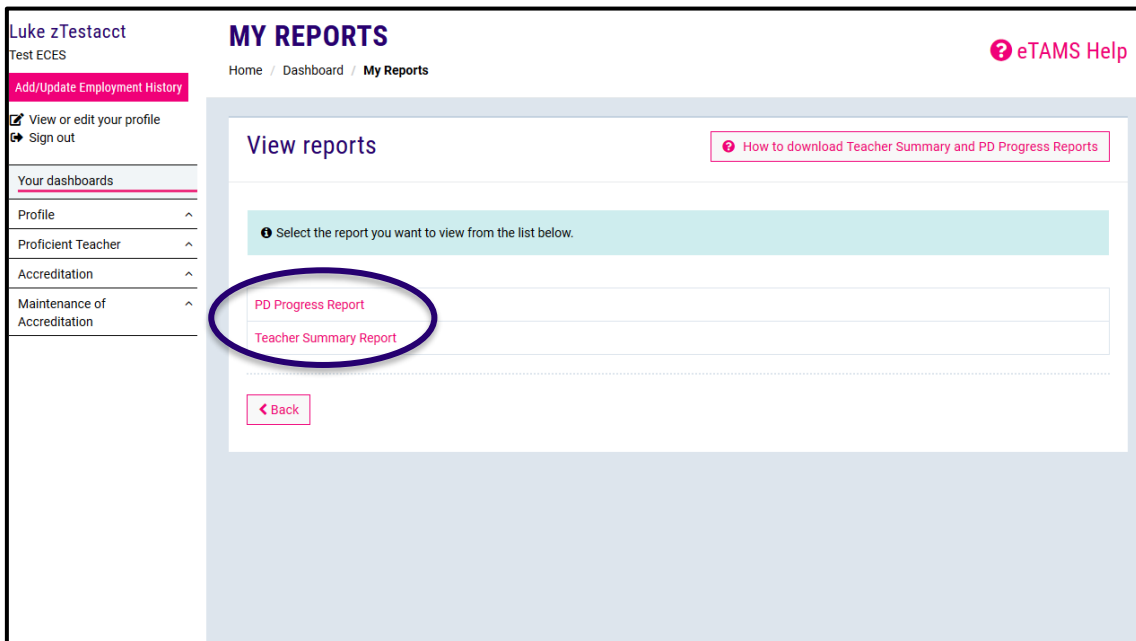 Luke zTestacct
Test ECES
Add/Update Employment History
View or edit your profile
Sign out
Your dashboards
Profile
Proficient Teacher
Accreditation
Maintenance of
Accreditation
MY REPORTS
Home / Dashboard / My Reports
eTAMS Help
View reports
How to download Teacher Summary and PD Progress Reports
Select the report you want to view from the list below.
PD Progress Report
Teacher Summary Report
Back